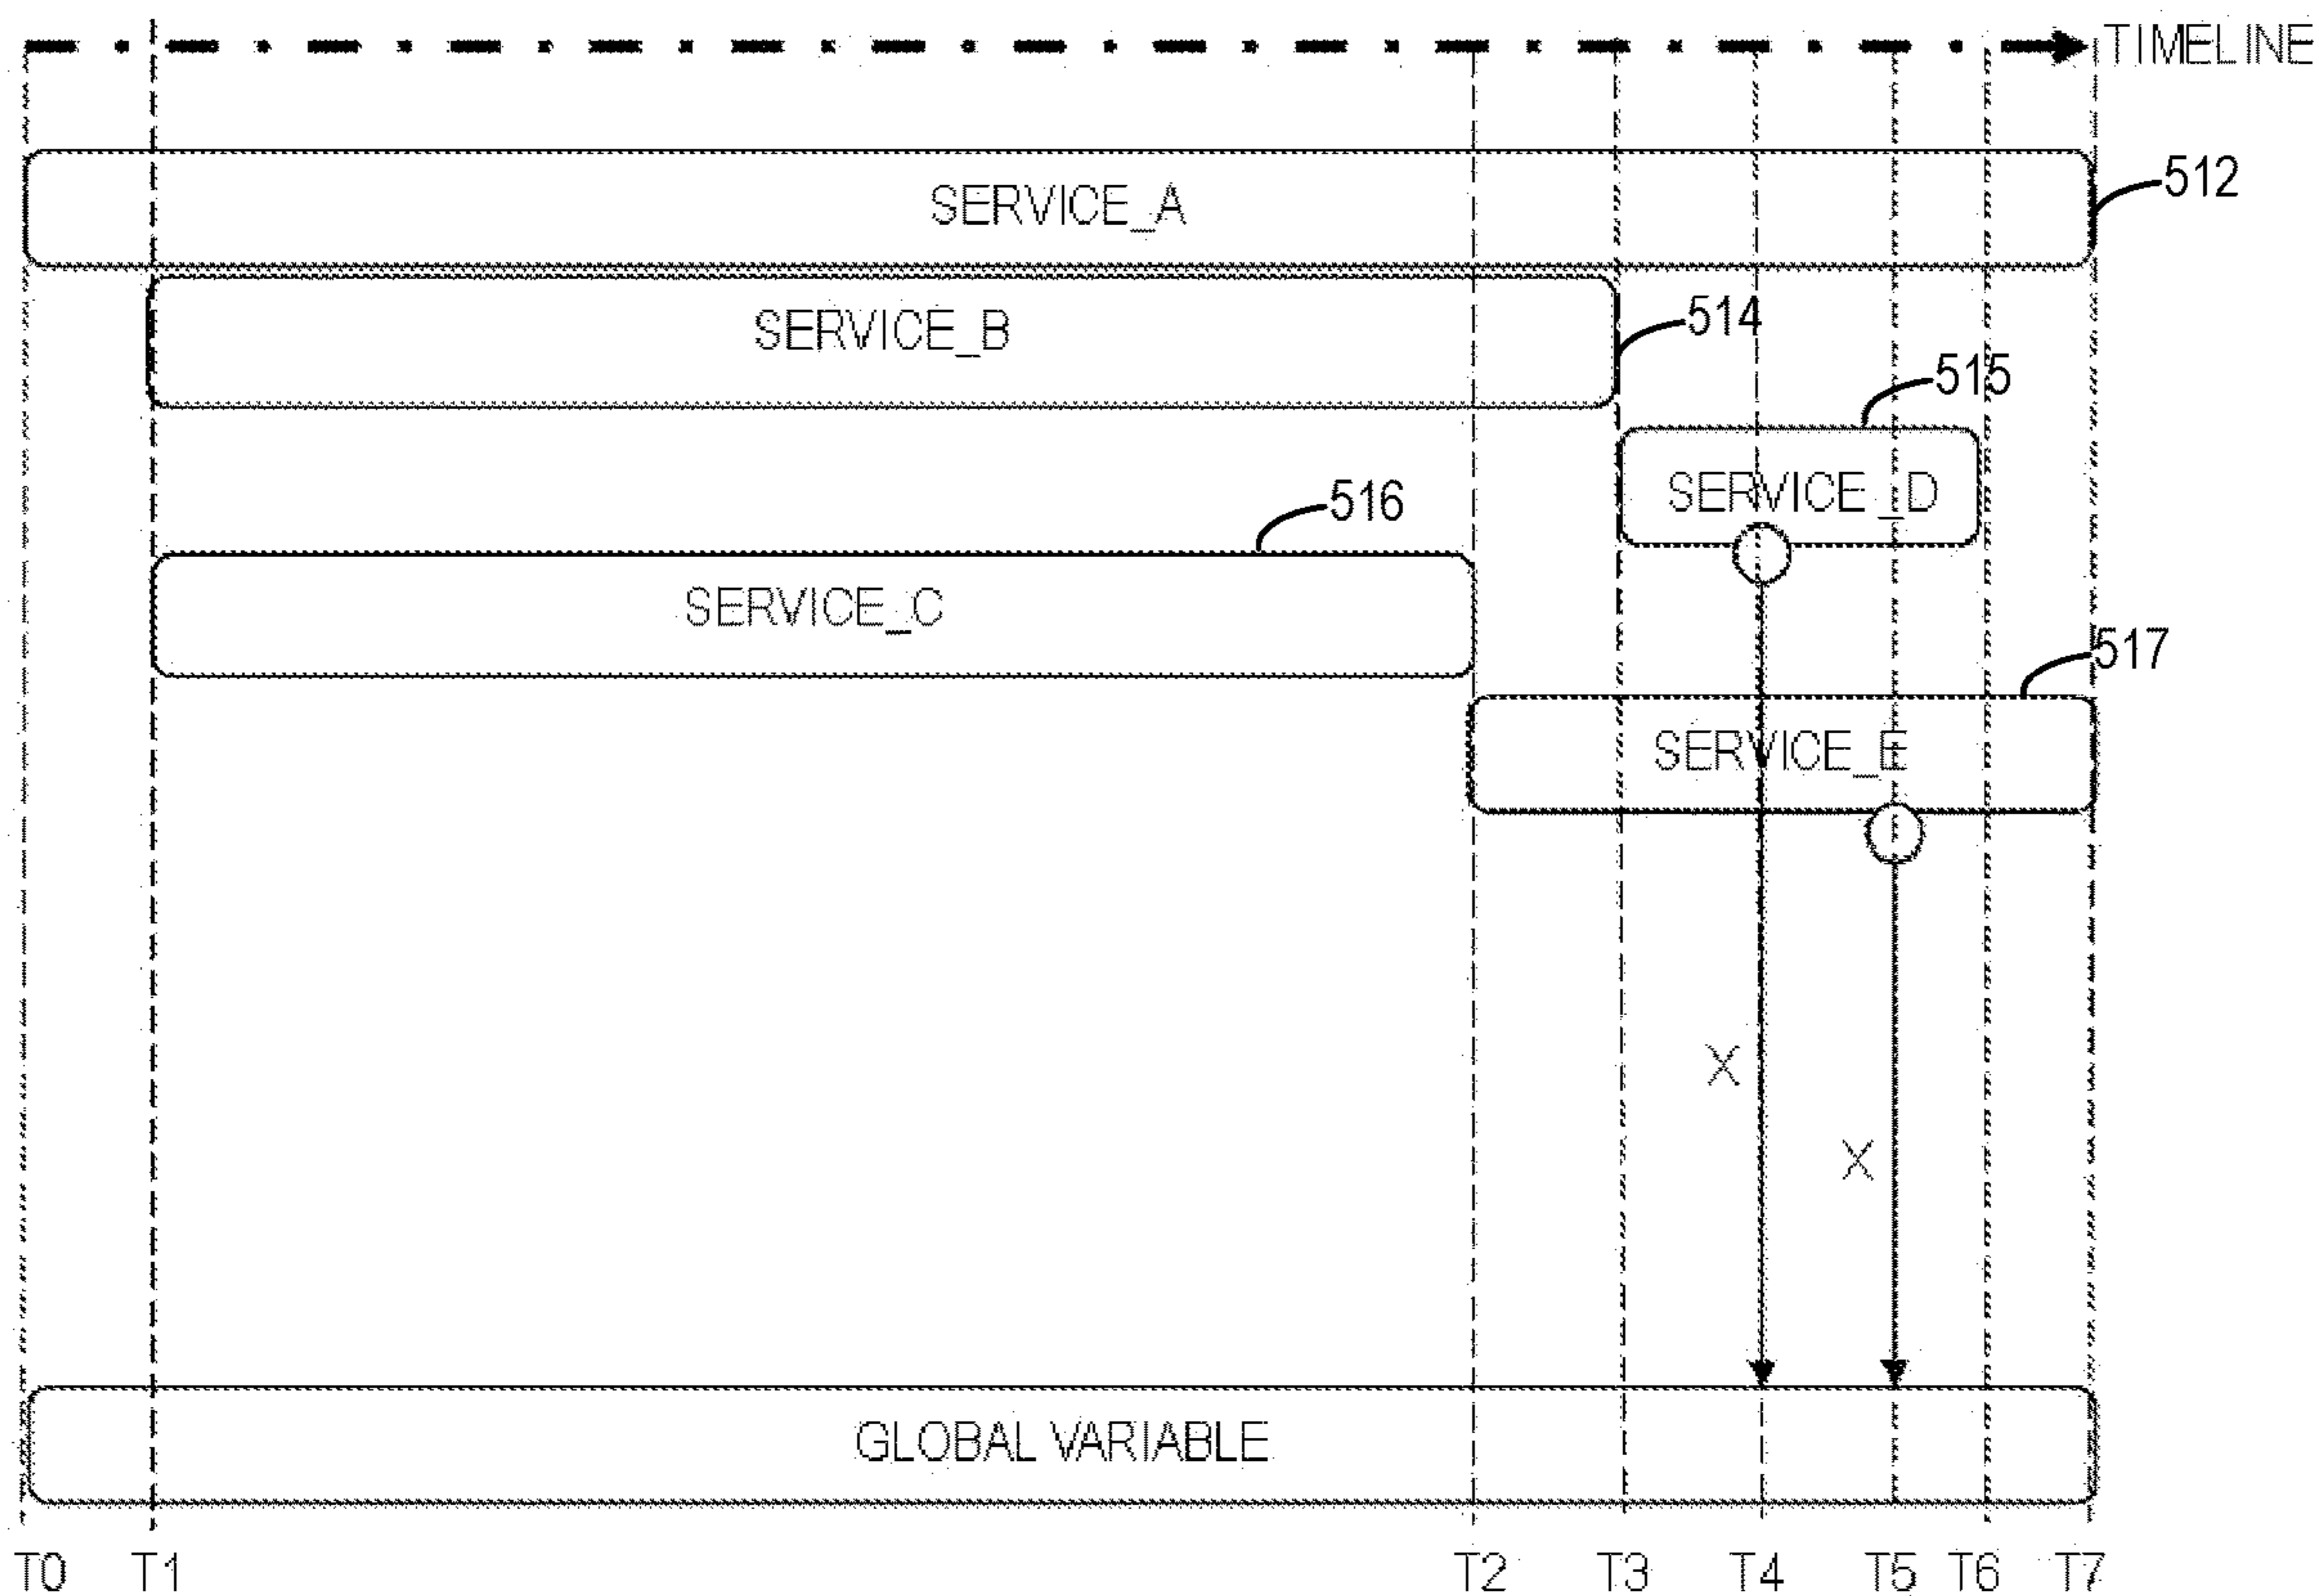 TIMELINE
SERVICE_A
512
SERVICE_B
514
515
SERVICE_D
516
SERVICE_C
517
SERVICE_E
X
X
GLOBAL VARIABLE
T0 T1 T2 T3 T4 T5 T6 T7